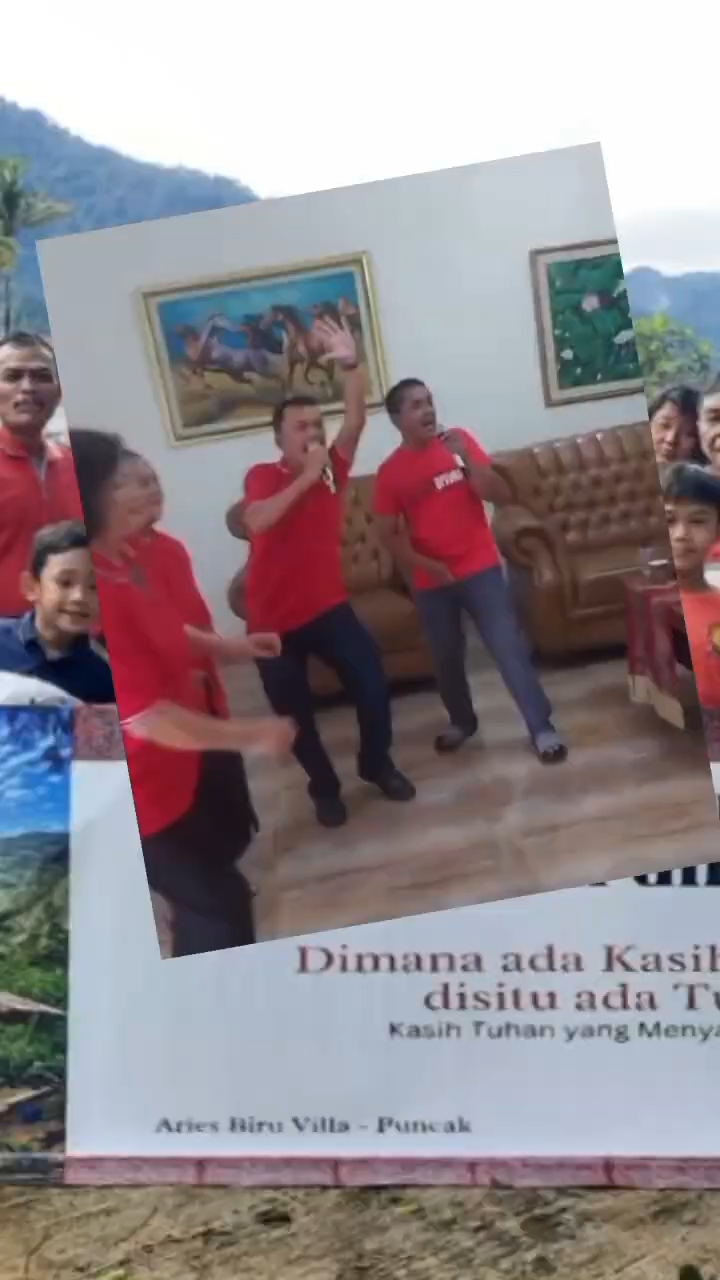 Dimana ada Kasih
disitu ada Tu
Kasih Tuhan yang Menya
Aries Biru Villa - Puncak